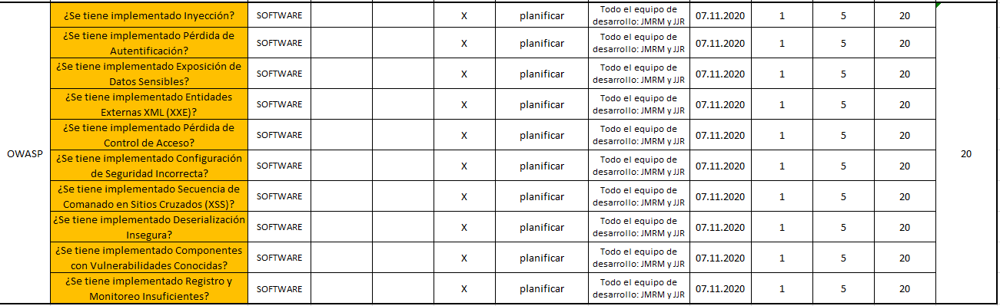 ¿Se tiene implementado Inyección? SOFTWARE X planificar Todo el equipo de
desarrollo: JMRM y JJR 07.11.2020 1 5 20
¿Se tiene implementado Pérdida de
Autentificación? SOFTWARE X planificar Todo el equipo de
desarrollo: JMRM y JJR 07.11.2020 1 5 20
¿Se tiene implementado Exposición de
Datos Sensibles? SOFTWARE X planificar Todo el equipo de
desarrollo: JMRM y JJR 07.11.2020 1 5 20
¿Se tiene implementado Entidades
Externas XML (XXE)? SOFTWARE X planificar Todo el equipo de
desarrollo: JMRM y JJR 07.11.2020 1 5 20
¿Se tiene implementado Pérdida de
Control de Acceso? SOFTWARE X planificar Todo el equipo de
desarrollo: JMRM y JJR 07.11.2020 1 5 20
OWASP
¿Se tiene implementado Configuración
de Seguridad Incorrecta? SOFTWARE X planificar Todo el equipo de
desarrollo: JMRM y JJR 07.11.2020 1 5 20
20
¿Se tiene implementado Secuencia de
Comanado en Sitios Cruzados (XSS)? SOFTWARE X planificar Todo el equipo de
desarrollo: JMRM y JJR 07.11.2020 1 5 20
¿Se tiene implementado Deserialización
Insegura? SOFTWARE X planificar Todo el equipo de
desarrollo: JMRM y JJR 07.11.2020 1 5 20
¿Se tiene implementado Componentes
con Vulnerabilidades Conocidas? SOFTWARE X planificar Todo el equipo de
desarrollo: JMRM y JJR 07.11.2020 1 5 20
¿Se tiene implementado Registro y
Monitoreo Insuficientes? SOFTWARE X planificar Todo el equipo de
desarrollo: JMRM y JJR 07.11.2020 1 5 20